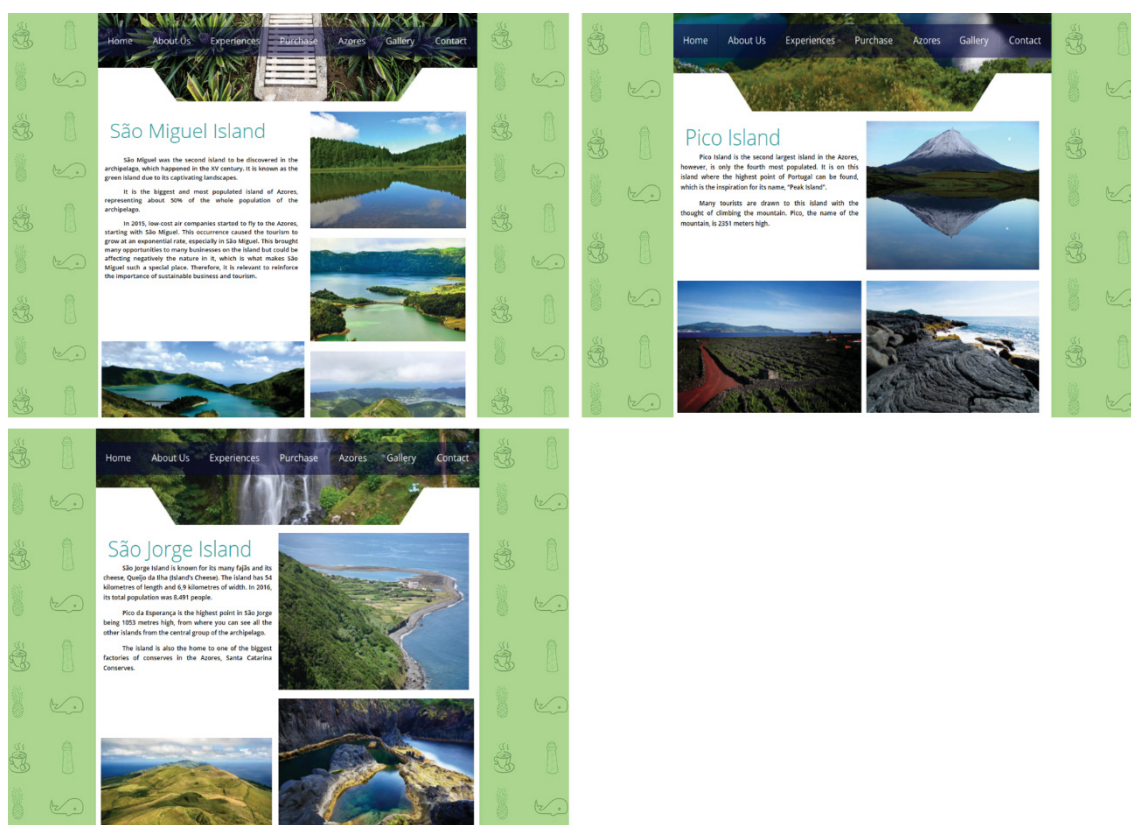 Home About Us Experiences Purchase Azores Gallery Contact
São Miguel Island
São Miguel was the second island to be discovered in the
archipelago, which happened in the XV century. It is known as the
green island due to its captivating landscapes.
It is the biggest and most populated island of Azores,
representing about 50% of the whole population of the
archipelago.
In 2015, low-cost air companies started to fly to the Azores,
starting with São Miguel. This occurrence caused the tourism to
grow at an exponential rate, especially in São Miguel. This brought
many opportunities to many businesses on the island but could be
affecting negatively the nature in it, which is what makes São
Miguel such a special place. Therefore, it is relevant to reinforce
the importance of sustainable business and tourism.
Home About Us Experiences Purchase Azores Gallery Contact
Pico Island
Pico Island is the second largest island in the Azores,
however, is only the fourth most populated. It is on this
island where the highest point of Portugal can be found,
which is the inspiration for its name, "Peak Island".
Many tourists are drawn to this island with the
thought of climbing the mountain. Pico, the name of the
mountain, is 2351 meters high.
Home About Us Experiences Purchase Azores Gallery Contact
São Jorge Island
São Jorge Island is known for its many fajãs and its
cheese, Queijo da Ilha (Island's Cheese). The island has 54
kilometres of length and 6,9 kilometres of width. In 2016,
its total population was 8.491 people.
Pico da Esperança is the highest point in São Jorge
being 1053 metres high, from where you can see all the
other islands from the central group of the archipelago.
The island is also the home to one of the biggest
factories of conserves in the Azores, Santa Catarina
Conserves.